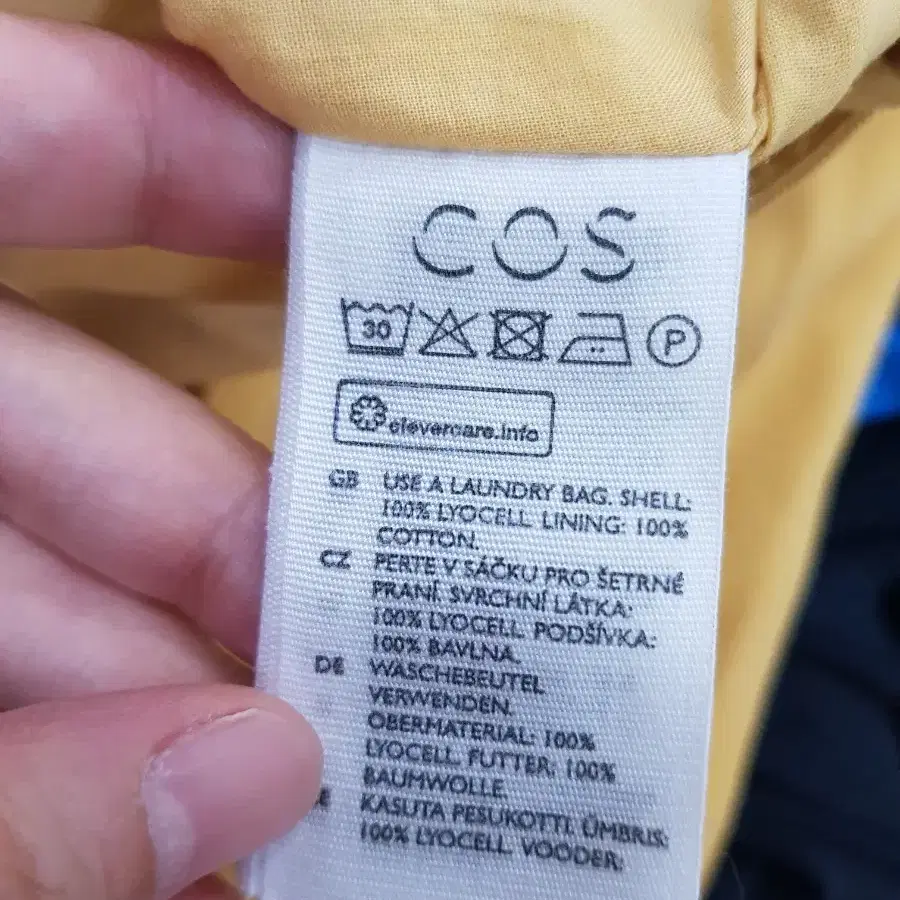 COS
30
P
clevercare.info
GB USE A LAUNDRY BAG. SHELL:
100% LYOCELL. LINING: 100%
COTTON.
CZ PERTE V SÁČKU PRO ŠETRNÉ
PRANÍ. SVRCHNÍ LÁTKA:
100% LYOCELL. PODŠÍVKA:
100% BAVLNA.
DE WÄSCHEBEUTEL
VERWENDEN.
OBERMATERIAL: 100%
LYOCELL. FUTTER: 100%
BAUMWOLLE.
KASUTA PESUKOTTI. ÜMBRIS:
100% LYOCELL. VOODER: